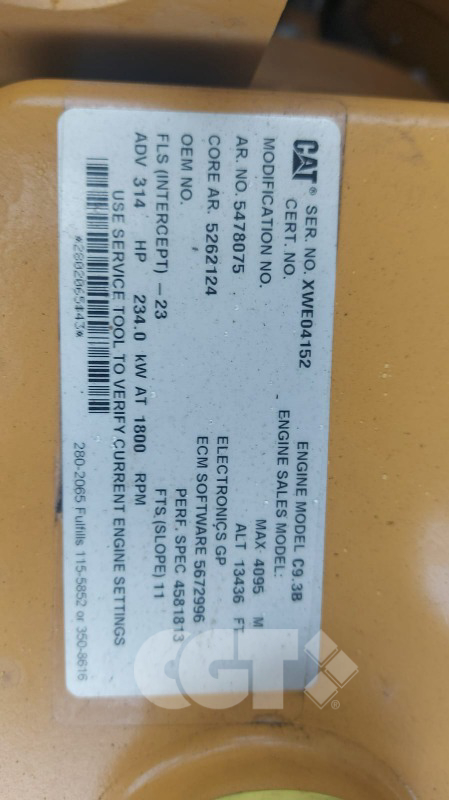 CAT® SER. NO. XWE04152 ENGINE MODEL C9.3B
CERT. NO. ENGINE SALES MODEL:
MODIFICATION NO. MAX- 4095 M
AR. NO. 5478075 ALT 13436 FT
CORE AR. 5262124 ELECTRONICS GP
OEM NO. ECM SOFTWARE 5672996
PERF. SPEC 4581813
FLS (INTERCEPT) -23 FTS (SLOPE) 11
ADV 314 HP 234.0 kW AT 1800 RPM
USE SERVICE TOOL TO VERIFY CURRENT ENGINE SETTINGS
280-2065 Fulfills 115-5852 or 350-8616
CGT